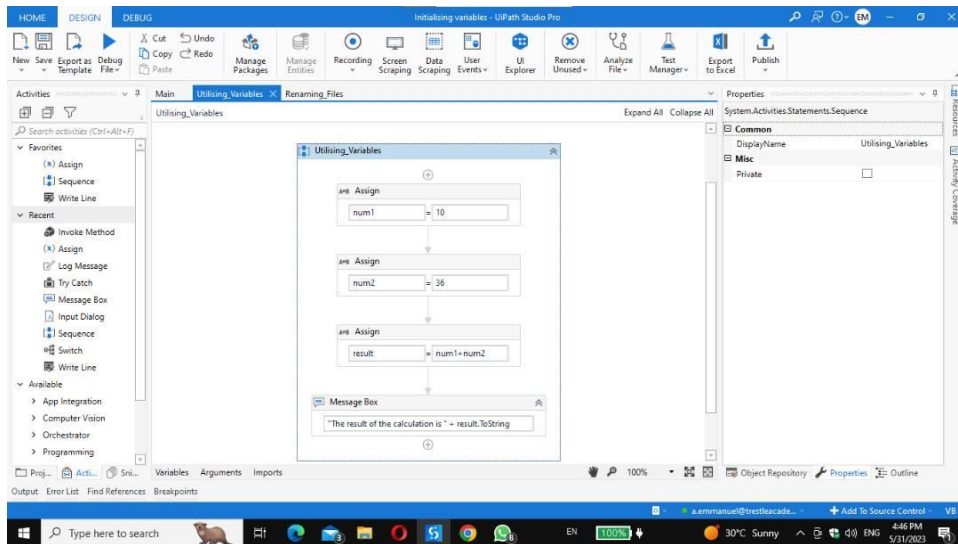 HOME DESIGN DEBUG Initialising variables - UiPath Studio Pro EM
New Save Export as Template Debug File Cut Copy Paste Undo Redo Manage Packages Manage Entities Recording Screen Scraping Data Scraping User Events UI Explorer Remove Unused Analyze File Test Manager Export to Excel Publish
Activities Main Utilising_Variables Renaming_Files Properties
Utilising_Variables Expand All Collapse All System.Activities.Statements.Sequence
Search activities (Ctrl+Alt+F) Common
Favorites DisplayName Utilising_Variables
Assign Utilising_Variables Misc
Sequence Private
Write Line A+B Assign
Recent num1 = 10
Invoke Method
Assign
Log Message A+B Assign
Try Catch num2 = 36
Message Box
Input Dialog
Sequence A+B Assign
Switch result = num1+num2
Write Line
Available
App Integration Message Box
Computer Vision "The result of the calculation is " + result.ToString
Orchestrator
Programming
Proj... Acti... Sni... Variables Arguments Imports 100% Object Repository Properties Outline
Output Error List Find References Breakpoints
a.emmanuel@trestleacade... Add To Source Control VB
Type here to search EN 100% 30°C Sunny ENG 4:46 PM
5/31/2023
Resources
Activity Coverage